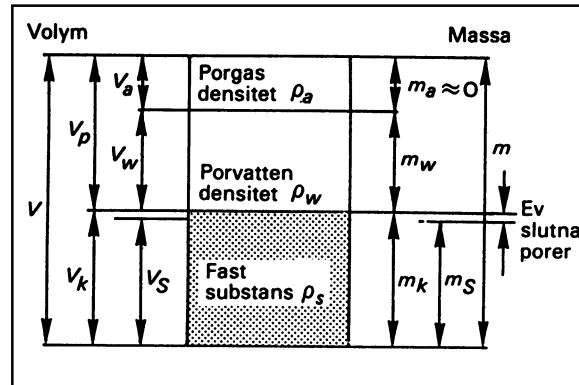 Volym
Massa
Porgas
densitet ρa
Va
ma≈0
Vp
Vw
mw
m
Porvatten
densitet ρw
V
Ev
slutna
porer
Fast
substans ρs
Vk
VS
mk
mS